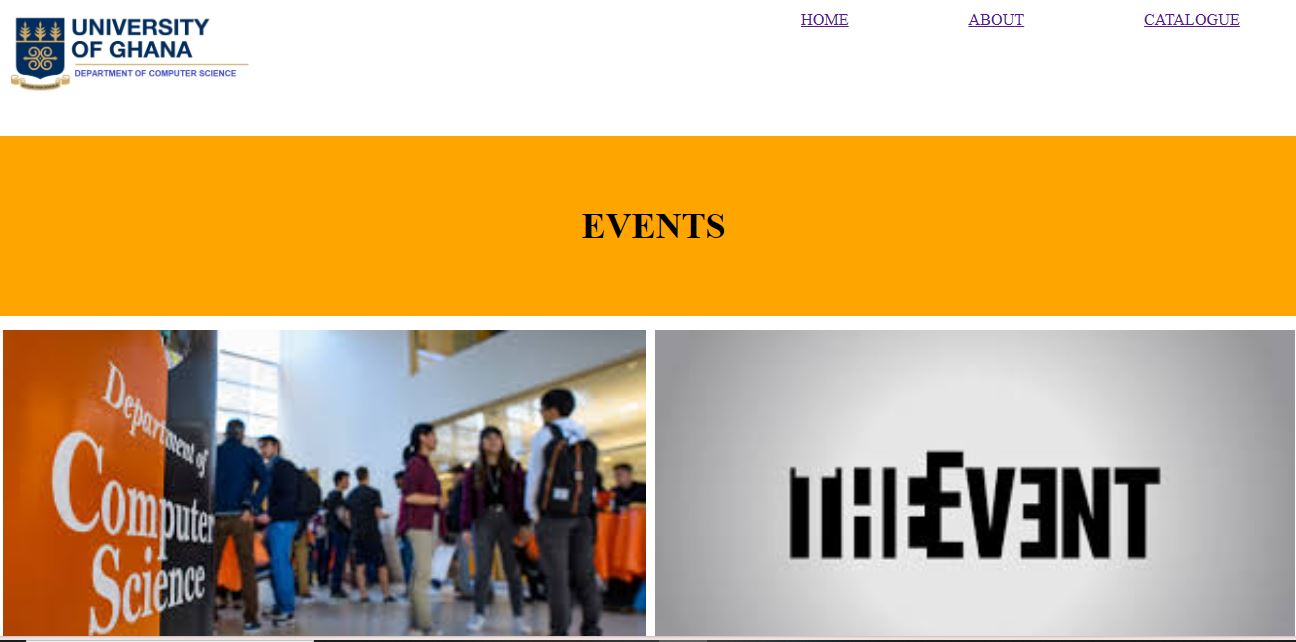 UNIVERSITY
OF GHANA
DEPARTMENT OF COMPUTER SCIENCE
HOME
ABOUT
CATALOGUE
EVENTS
Department of
Computer
Science
THE EVENT